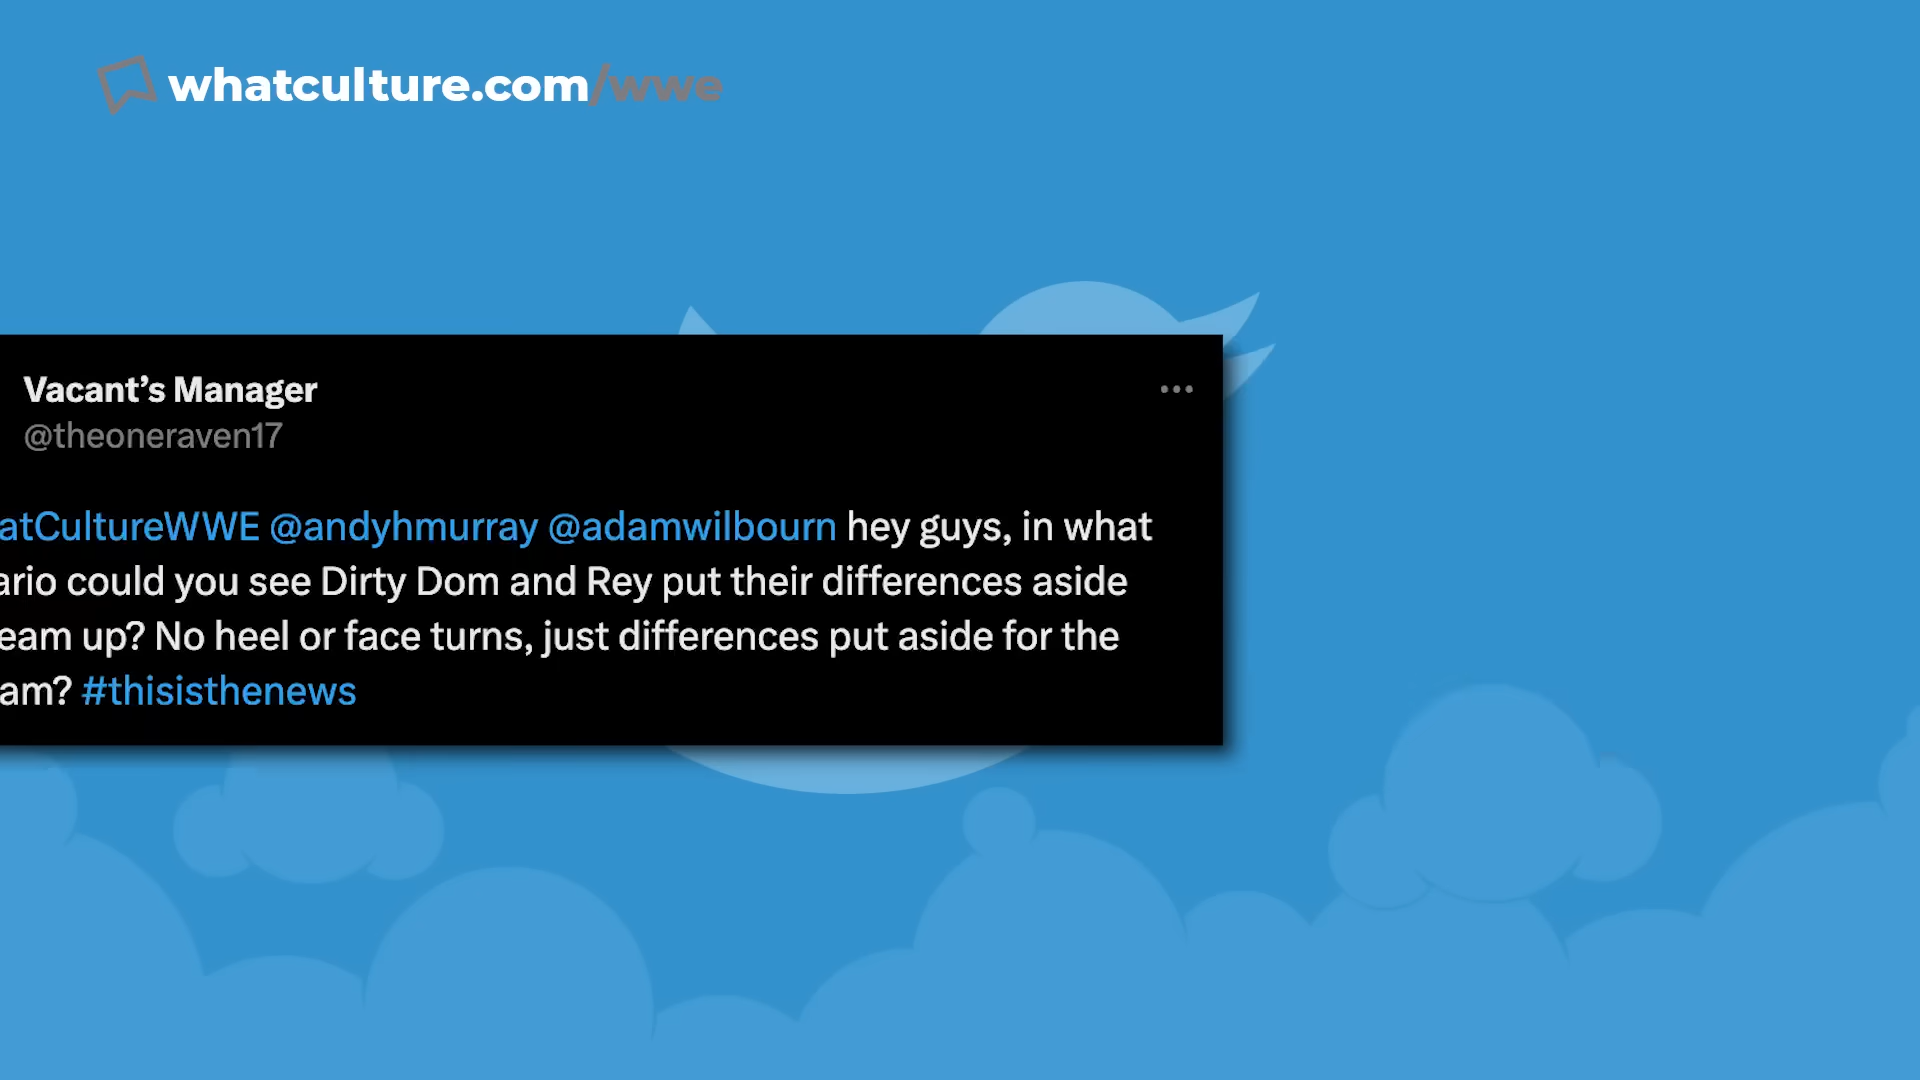 whatculture.com/wwe
Vacant’s Manager
@theoneraven17
atCultureWWE @andyhmurray @adamwilbourn hey guys, in what
ario could you see Dirty Dom and Rey put their differences aside
eam up? No heel or face turns, just differences put aside for the
am? #thisisthenews